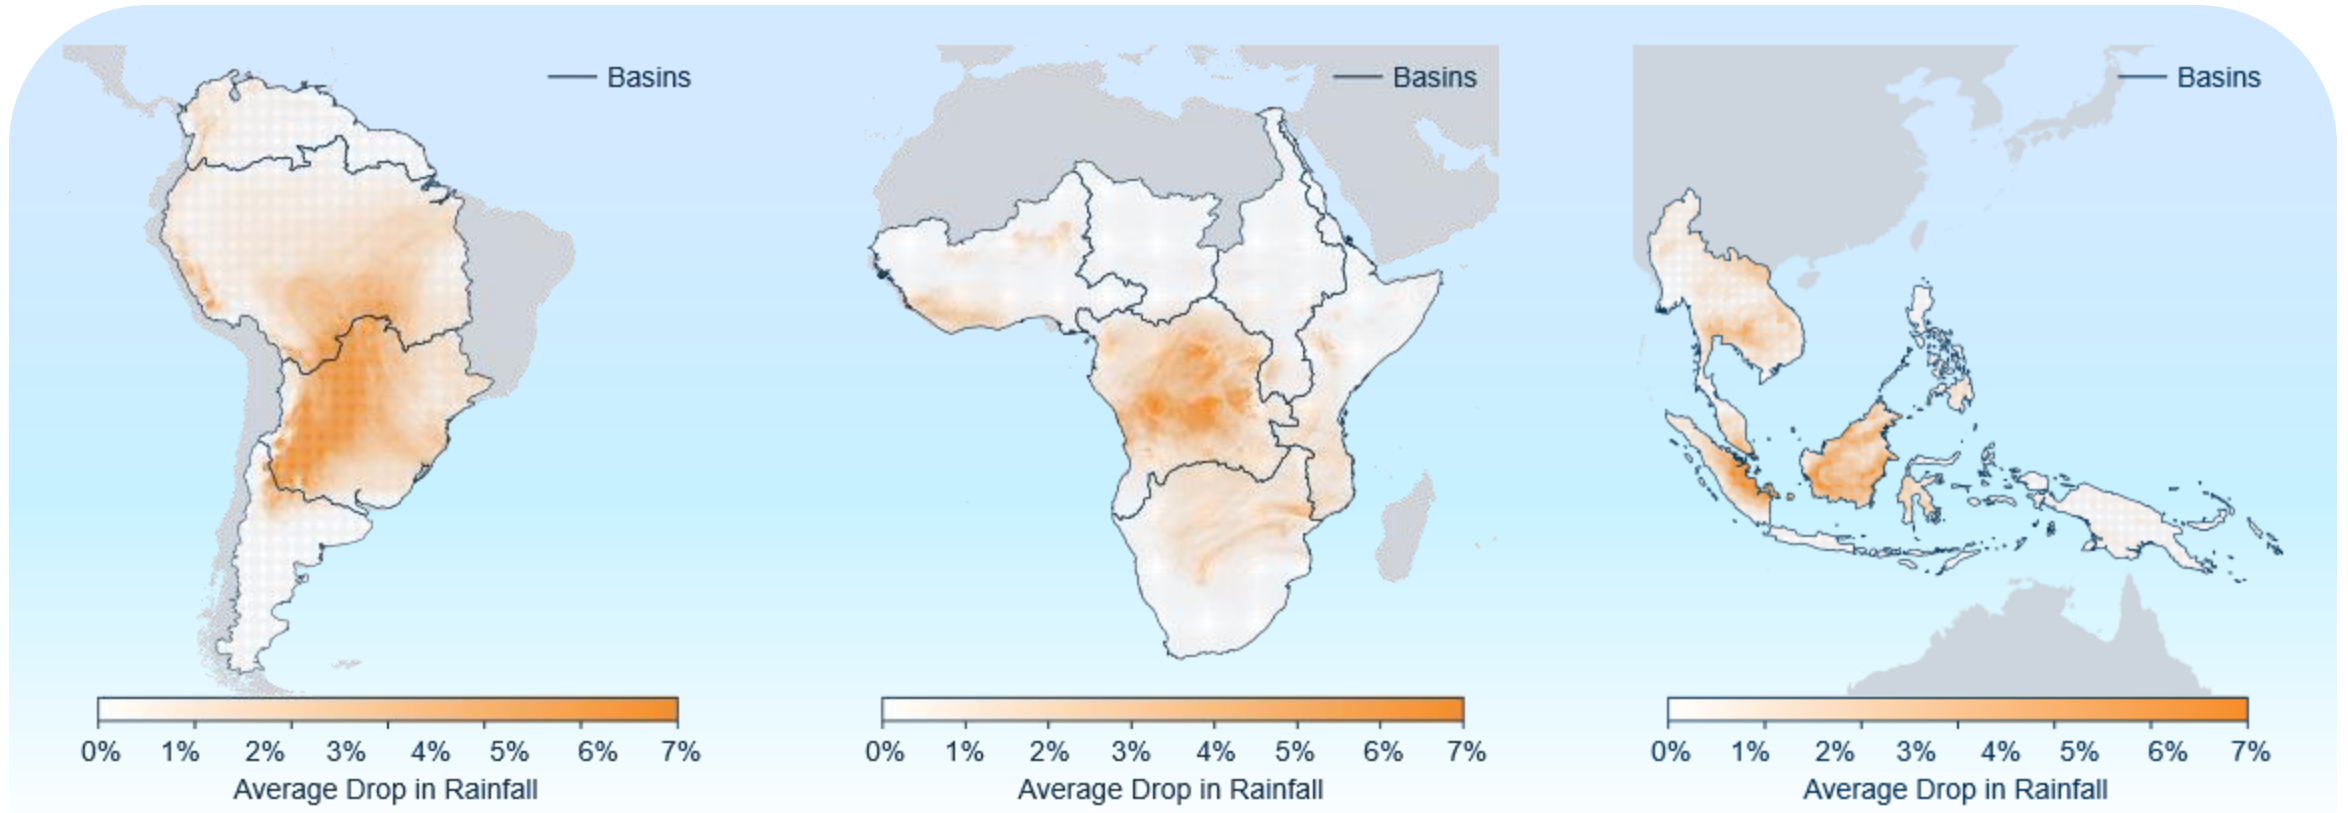 Basins
Basins
Basins
0% 1% 2% 3% 4% 5% 6% 7%
Average Drop in Rainfall
0% 1% 2% 3% 4% 5% 6% 7%
Average Drop in Rainfall
0% 1% 2% 3% 4% 5% 6% 7%
Average Drop in Rainfall